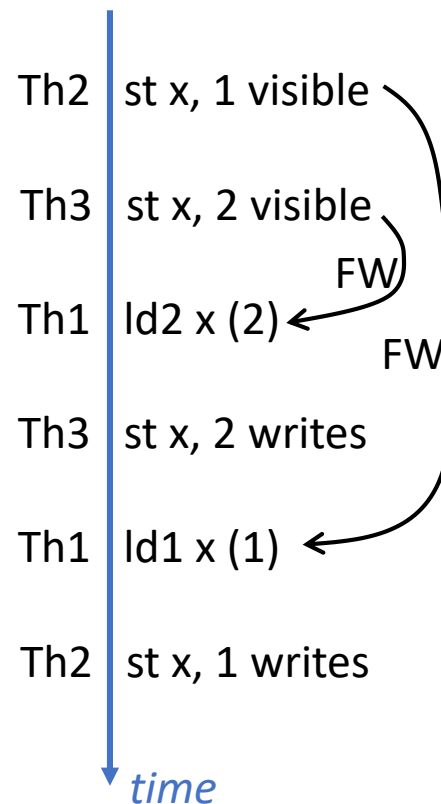 Th2 st x, 1 visible
Th3 st x, 2 visible
FW
Th1 ld2 x (2)
FW
Th3 st x, 2 writes
Th1 ld1 x (1)
Th2 st x, 1 writes
time